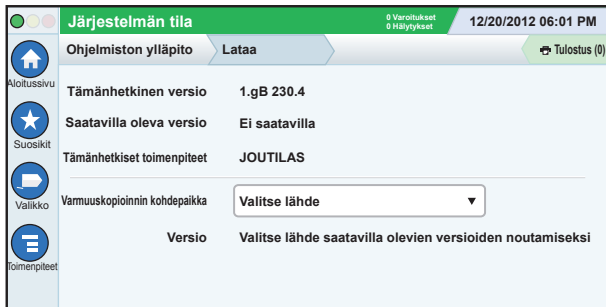 Järjestelmän tila
0 Varoitukset
0 Hälytykset
12/20/2012 06:01 PM
Ohjelmiston ylläpito
Lataa
Tulostus (0)
Aloitussivu
Suosikit
Valikko
Toimenpiteet
Tämänhetkinen versio 1.gB 230.4
Saatavilla oleva versio Ei saatavilla
Tämänhetkiset toimenpiteet JOUTILAS
Varmuuskopioinnin kohdepaikka Valitse lähde
Versio Valitse lähde saatavilla olevien versioiden noutamiseksi